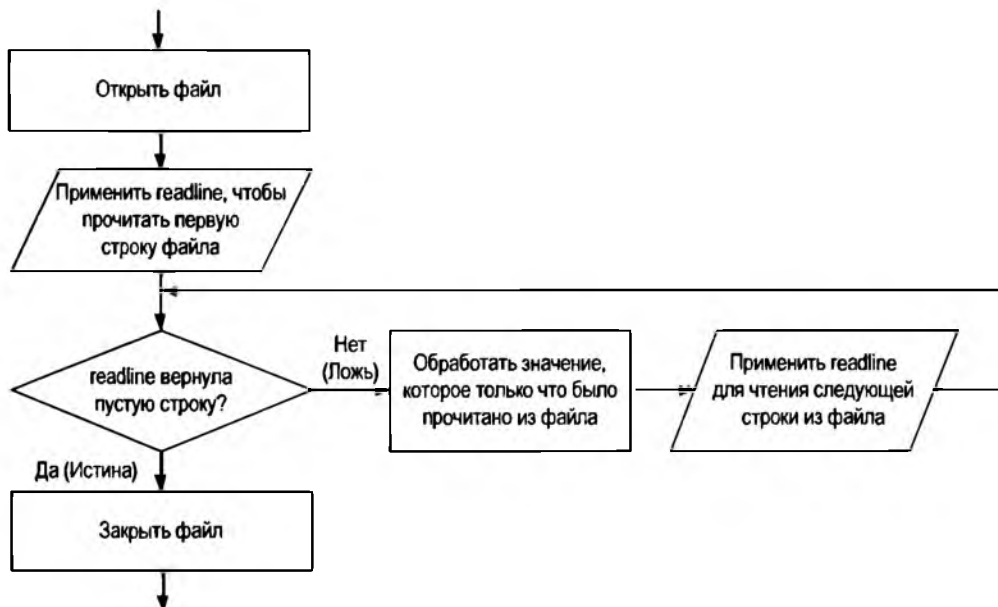 Открыть файл
Применить readline, чтобы
прочитать первую
строку файла
readline вернула
пустую строку?
Нет
(Ложь)
Обработать значение,
которое только что было
прочитано из файла
Применить readline
для чтения следующей
строки из файла
Да (Истина)
Закрыть файл